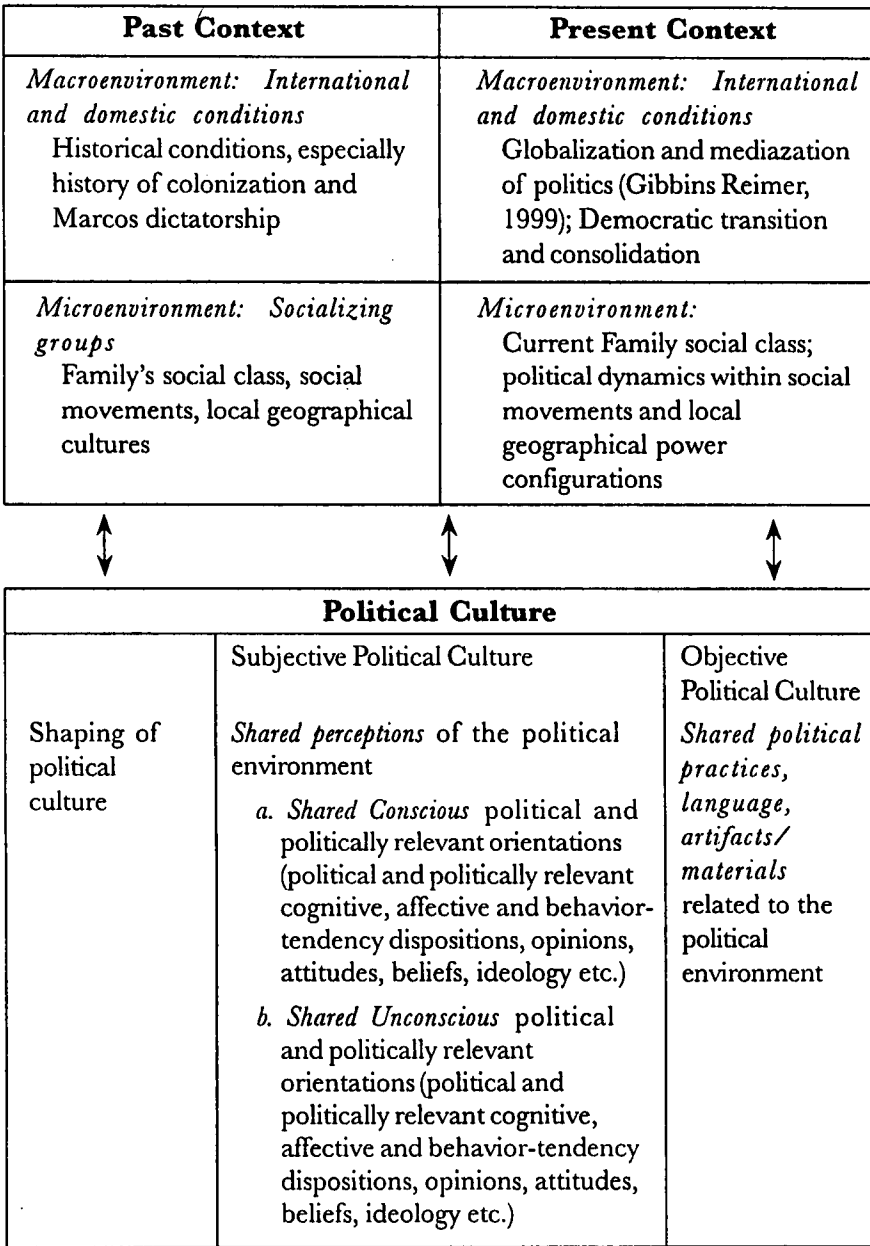 Past Context
Present Context
Macroenvironment: International
and domestic conditions
Historical conditions, especially
history of colonization and
Marcos dictatorship
Macroenvironment: International
and domestic conditions
Globalization and mediazation
of politics (Gibbins Reimer,
1999); Democratic transition
and consolidation
Microenvironment: Socializing
groups
Family's social class, social
movements, local geographical
cultures
Microenvironment:
Current Family social class;
political dynamics within social
movements and local
geographical power
configurations
Political Culture
Shaping of
political
culture
Subjective Political Culture
Shared perceptions of the political
environment
a. Shared Conscious political and
politically relevant orientations
(political and politically relevant
cognitive, affective and behavior-
tendency dispositions, opinions,
attitudes, beliefs, ideology etc.)
b. Shared Unconscious political
and politically relevant
orientations (political and
politically relevant cognitive,
affective and behavior-tendency
dispositions, opinions, attitudes,
beliefs, ideology etc.)
Objective
Political Culture
Shared political
practices,
language,
artifacts/
materials
related to the
political
environment